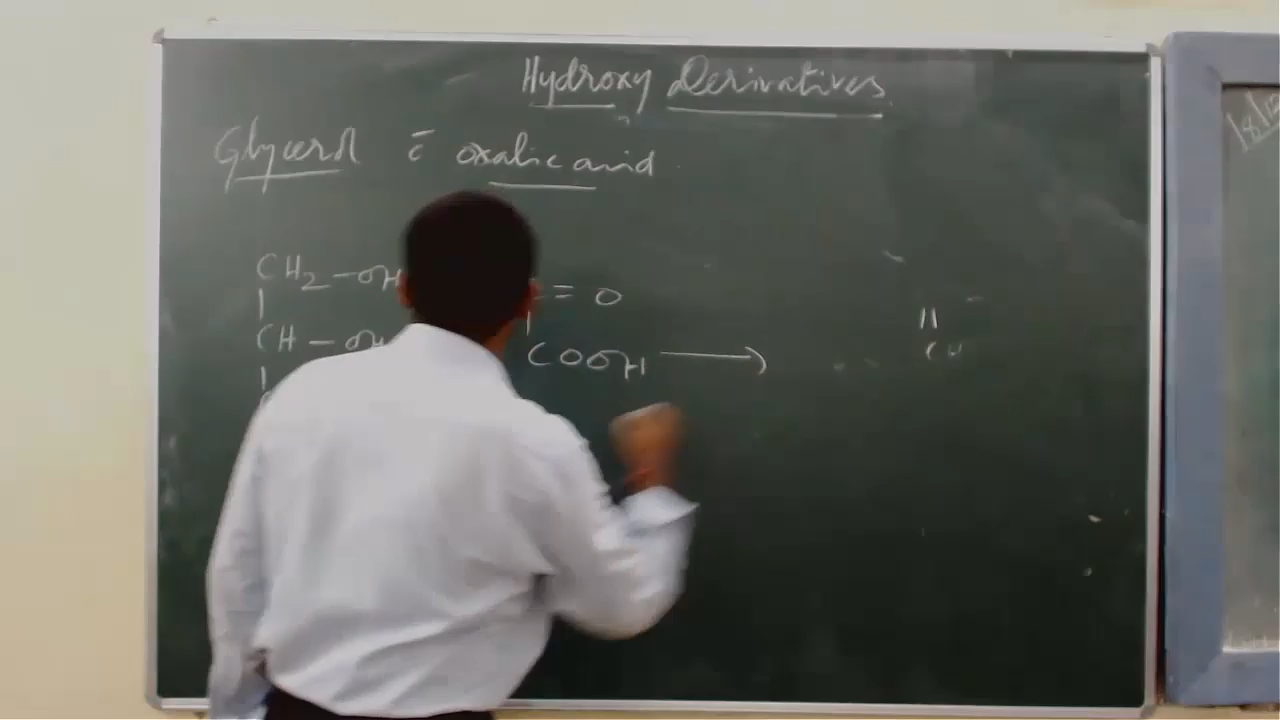 Hydroxy Derivatives
Glycerol c̄ oxalic acid
CH2 - OH
= O
CH - OH
COOH ⟶